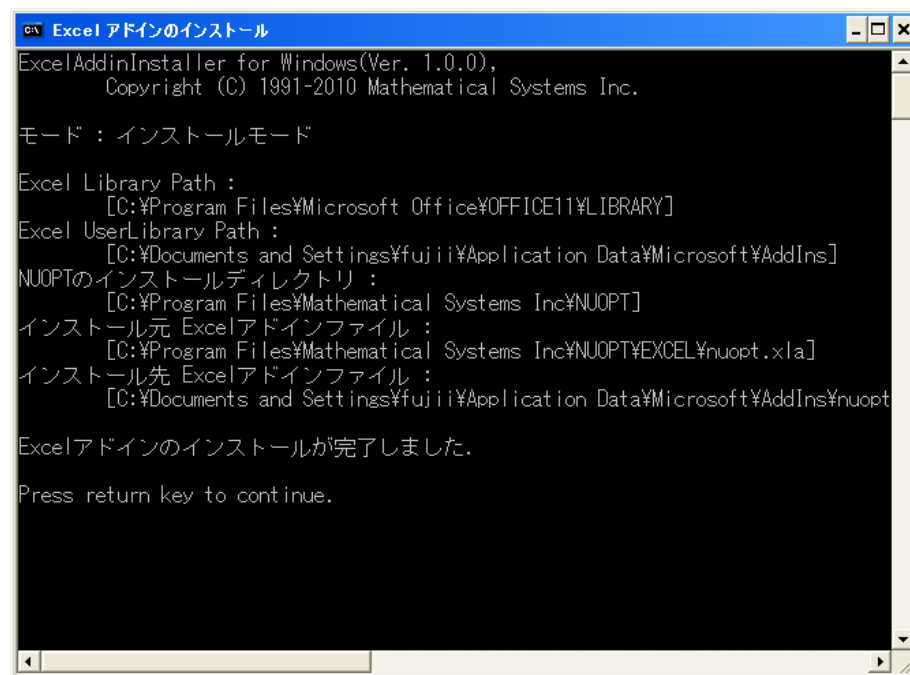 Excel アドインのインストール
ExcelAddinInstaller for Windows(Ver. 1.0.0),
Copyright (C) 1991-2010 Mathematical Systems Inc.
モード : インストールモード
Excel Library Path :
[C:¥Program Files¥Microsoft Office¥OFFICE11¥LIBRARY]
Excel UserLibrary Path :
[C:¥Documents and Settings¥fujii¥Application Data¥Microsoft¥AddIns]
NUOPTのインストールディレクトリ :
[C:¥Program Files¥Mathematical Systems Inc¥NUOPT]
インストール元 Excelアドインファイル :
[C:¥Program Files¥Mathematical Systems Inc¥NUOPT¥EXCEL¥nuopt.xla]
インストール先 Excelアドインファイル :
[C:¥Documents and Settings¥fujii¥Application Data¥Microsoft¥AddIns¥nuopt
Excelアドインのインストールが完了しました.
Press return key to continue.